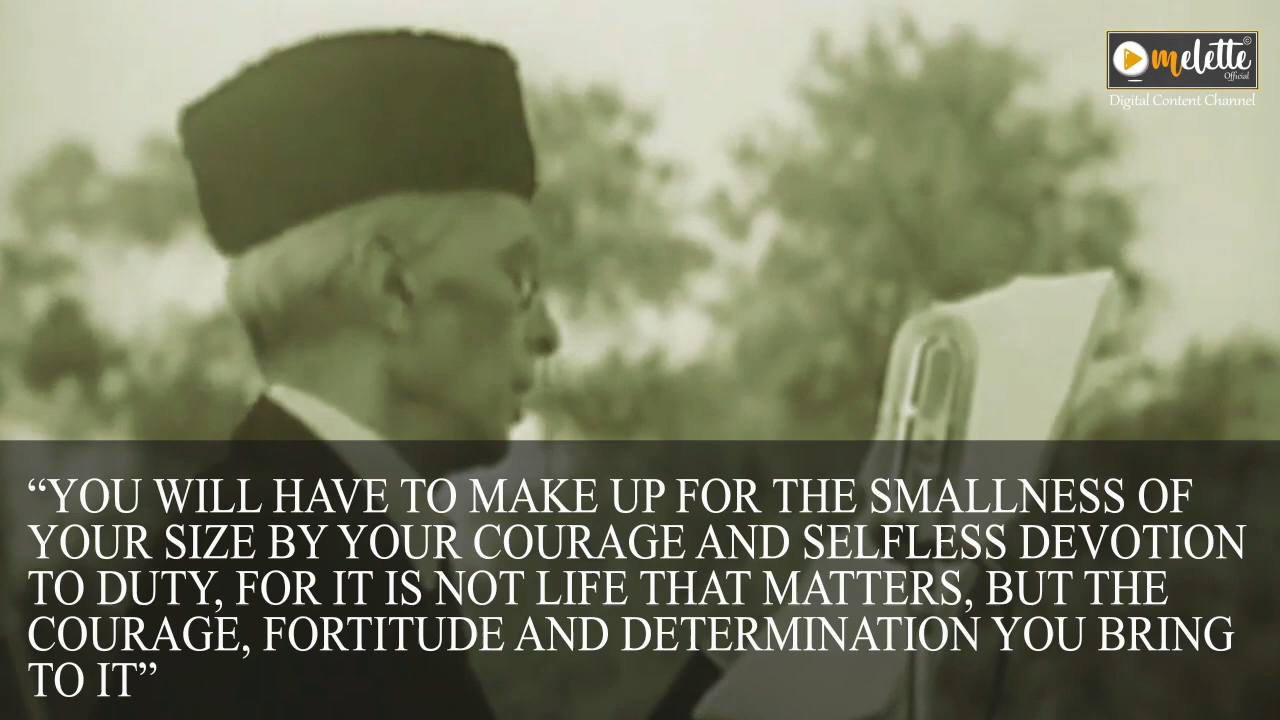 Omelette
Official
Digital Content Channel
“YOU WILL HAVE TO MAKE UP FOR THE SMALLNESS OF
YOUR SIZE BY YOUR COURAGE AND SELFLESS DEVOTION
TO DUTY, FOR IT IS NOT LIFE THAT MATTERS, BUT THE
COURAGE, FORTITUDE AND DETERMINATION YOU BRING
TO IT”